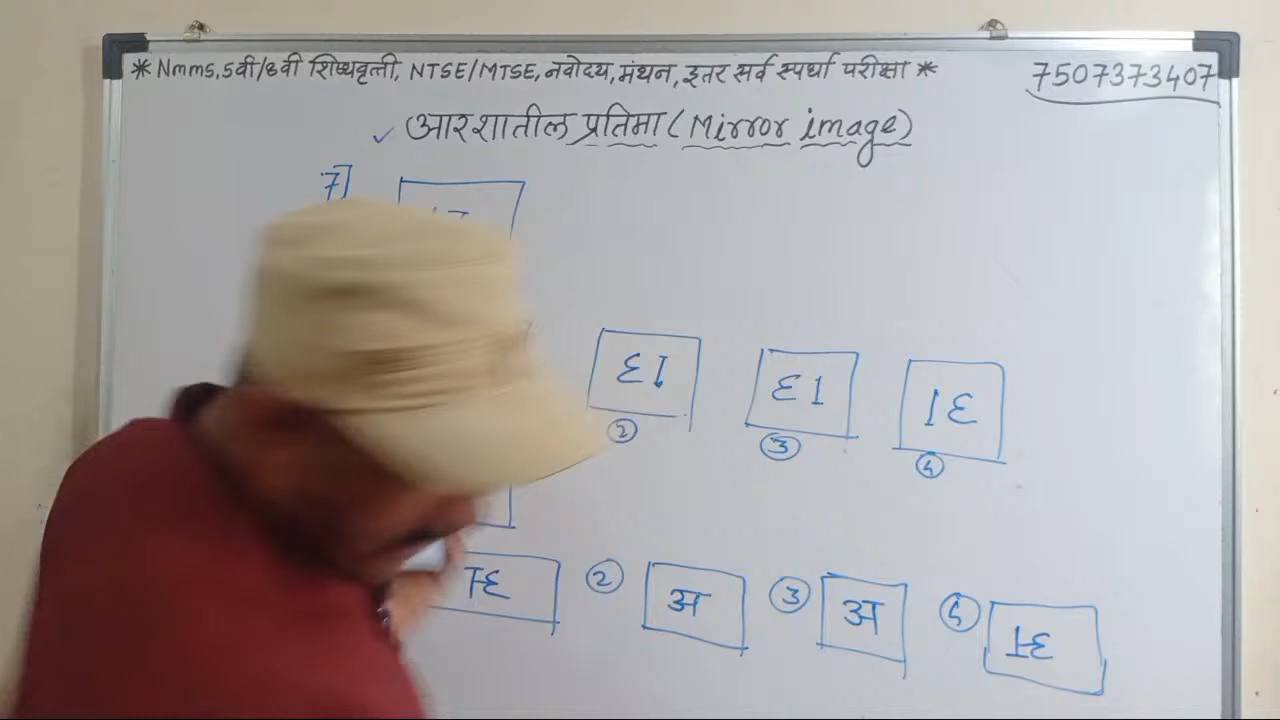 * Nmms, 5वी/8वी शिष्यवृत्ती, NTSE/MTSE, नवोदय, मंथन, इतर सर्व स्पर्धा परीक्षा *
7507373407
✓ आरशातील प्रतिमा (Mirror image)
7]
②
③
④
② अ ③ अ ④